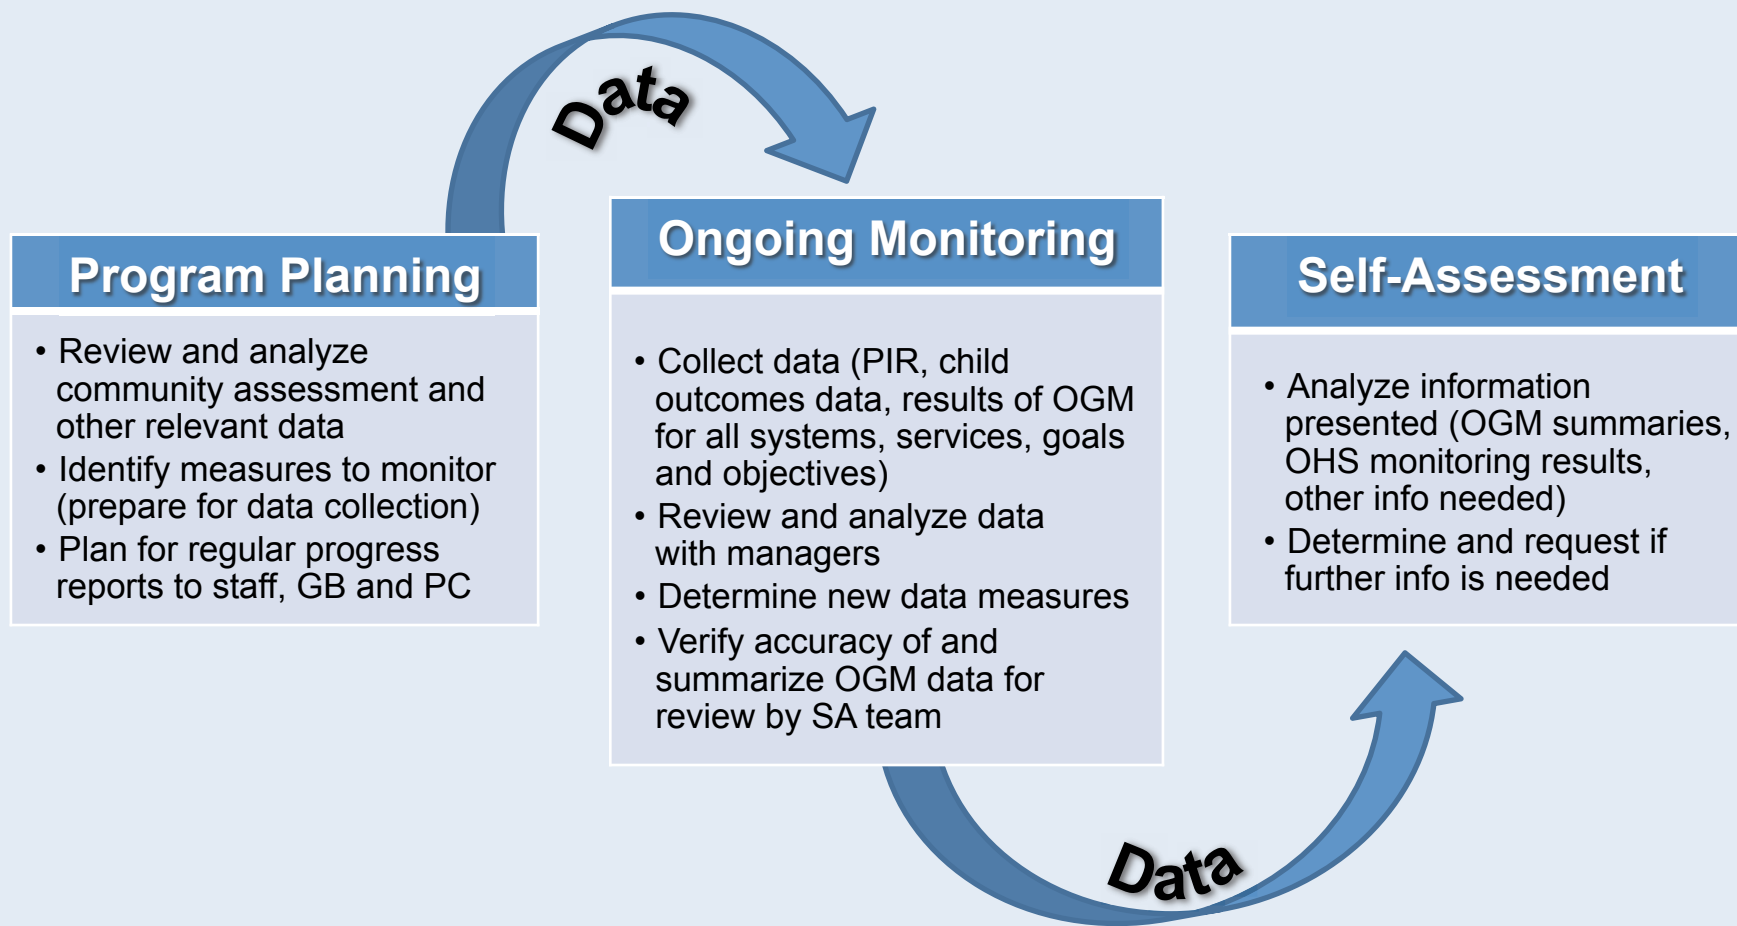 Data
Program Planning
• Review and analyze
community assessment and
other relevant data
• Identify measures to monitor
(prepare for data collection)
• Plan for regular progress
reports to staff, GB and PC
Ongoing Monitoring
• Collect data (PIR, child
outcomes data, results of OGM
for all systems, services, goals
and objectives)
• Review and analyze data
with managers
• Determine new data measures
• Verify accuracy of and
summarize OGM data for
review by SA team
Data
Self-Assessment
• Analyze information
presented (OGM summaries,
OHS monitoring results,
other info needed)
• Determine and request if
further info is needed